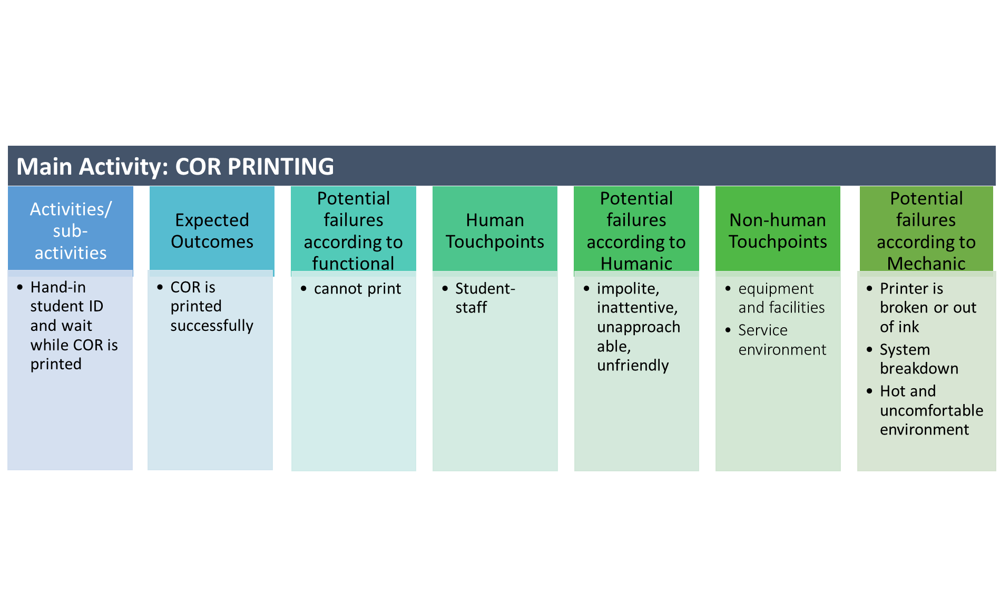 Main Activity: COR PRINTING
Activities/
sub-
activities
• Hand-in
student ID
and wait
while COR is
printed
Expected
Outcomes
• COR is
printed
successfully
Potential
failures
according to
functional
• cannot print
Human
Touchpoints
• Student-
staff
Potential
failures
according to
Humanic
• impolite,
inattentive,
unapproach
able,
unfriendly
Non-human
Touchpoints
• equipment
and facilities
• Service
environment
Potential
failures
according to
Mechanic
• Printer is
broken or out
of ink
• System
breakdown
• Hot and
uncomfortable
environment